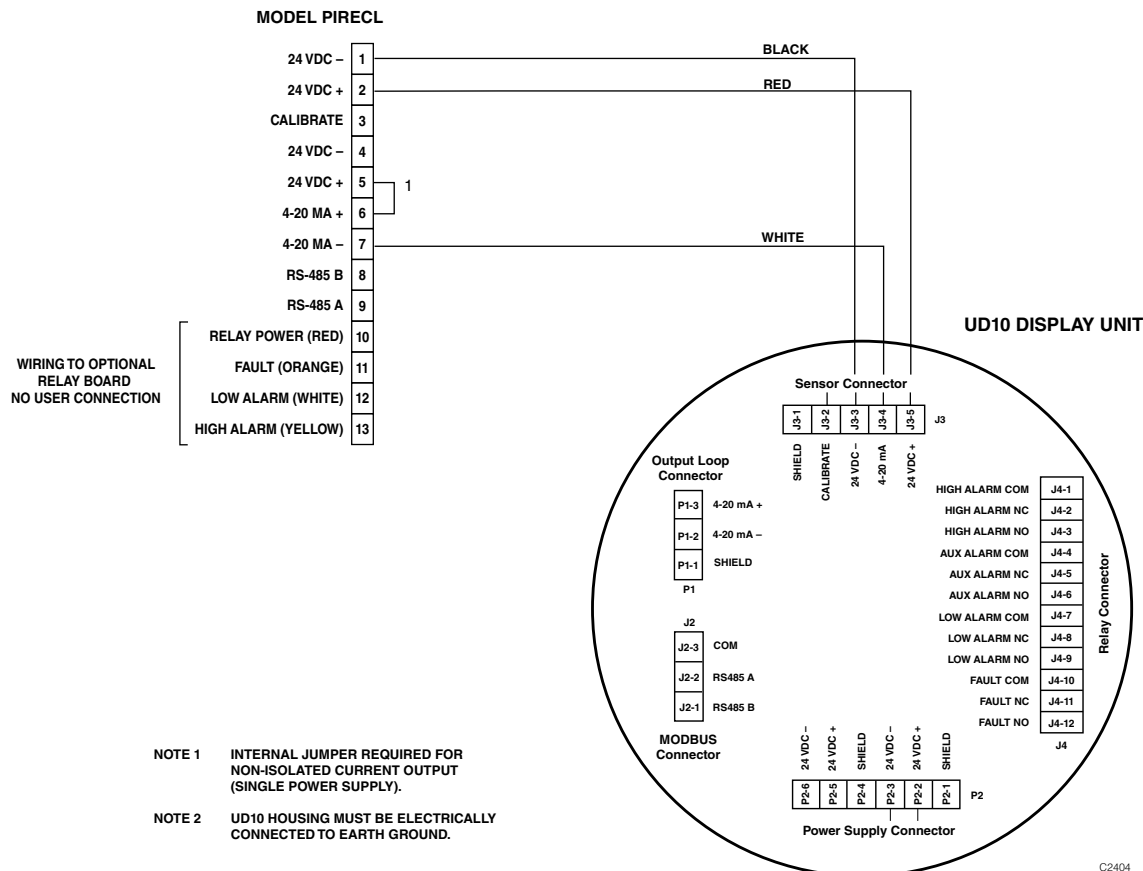 MODEL PIRECL
24 VDC – 1
24 VDC + 2
CALIBRATE 3
24 VDC – 4
24 VDC + 5
4-20 MA + 6
4-20 MA – 7
RS-485 B 8
RS-485 A 9
RELAY POWER (RED) 10
FAULT (ORANGE) 11
LOW ALARM (WHITE) 12
HIGH ALARM (YELLOW) 13
1
WIRING TO OPTIONAL
RELAY BOARD
NO USER CONNECTION
BLACK
RED
WHITE
UD10 DISPLAY UNIT
Sensor Connector
J3-1
J3-2
J3-3
J3-4
J3-5
J3
SHIELD
CALIBRATE
24 VDC –
4-20 mA
24 VDC +
Output Loop
Connector
P1-3 4-20 mA +
P1-2 4-20 mA –
P1-1 SHIELD
P1
J2
J2-3 COM
J2-2 RS485 A
J2-1 RS485 B
MODBUS
Connector
HIGH ALARM COM J4-1
HIGH ALARM NC J4-2
HIGH ALARM NO J4-3
AUX ALARM COM J4-4
AUX ALARM NC J4-5
AUX ALARM NO J4-6
LOW ALARM COM J4-7
LOW ALARM NC J4-8
LOW ALARM NO J4-9
FAULT COM J4-10
FAULT NC J4-11
FAULT NO J4-12
J4
Relay Connector
24 VDC –
24 VDC +
SHIELD
24 VDC –
24 VDC +
SHIELD
P2-6
P2-5
P2-4
P2-3
P2-2
P2-1
P2
Power Supply Connector
NOTE 1 INTERNAL JUMPER REQUIRED FOR
NON-ISOLATED CURRENT OUTPUT
(SINGLE POWER SUPPLY).
NOTE 2 UD10 HOUSING MUST BE ELECTRICALLY
CONNECTED TO EARTH GROUND.
C2404